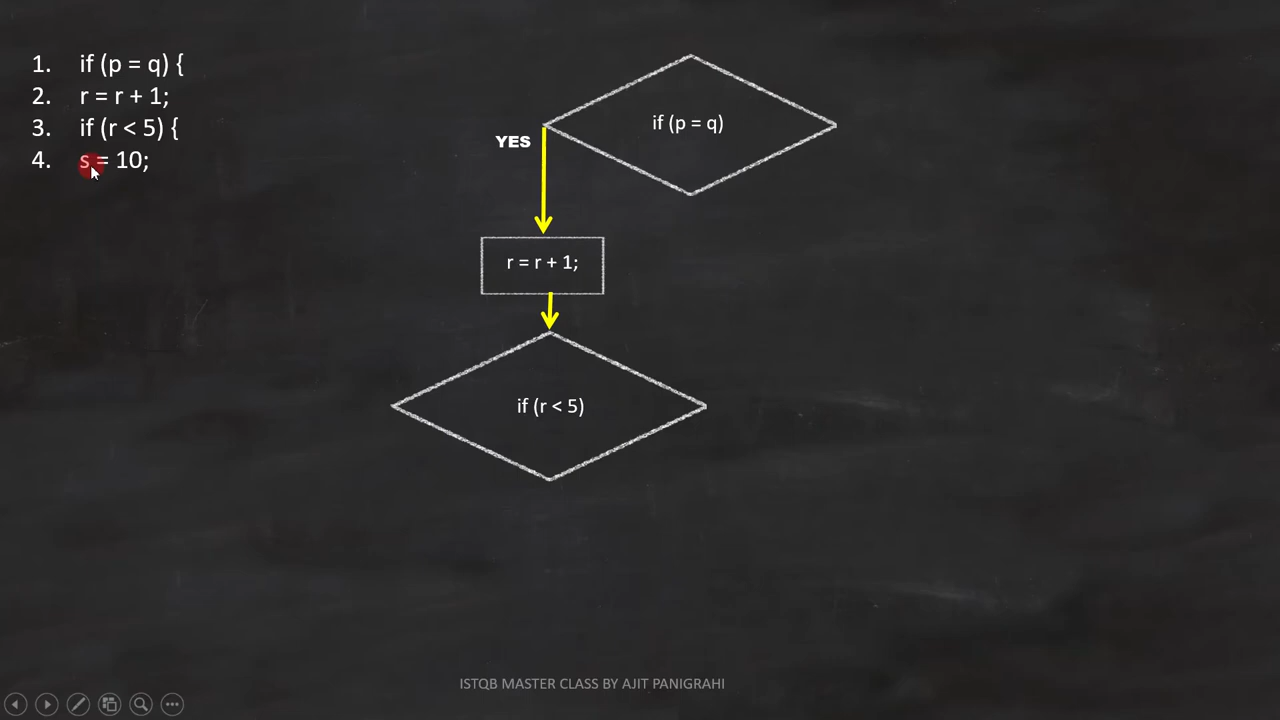 1. if (p = q) {
2. r = r + 1;
3. if (r < 5) {
4. s = 10;
if (p = q)
YES
r = r + 1;
if (r < 5)
ISTQB MASTER CLASS BY AJIT PANIGRAHI